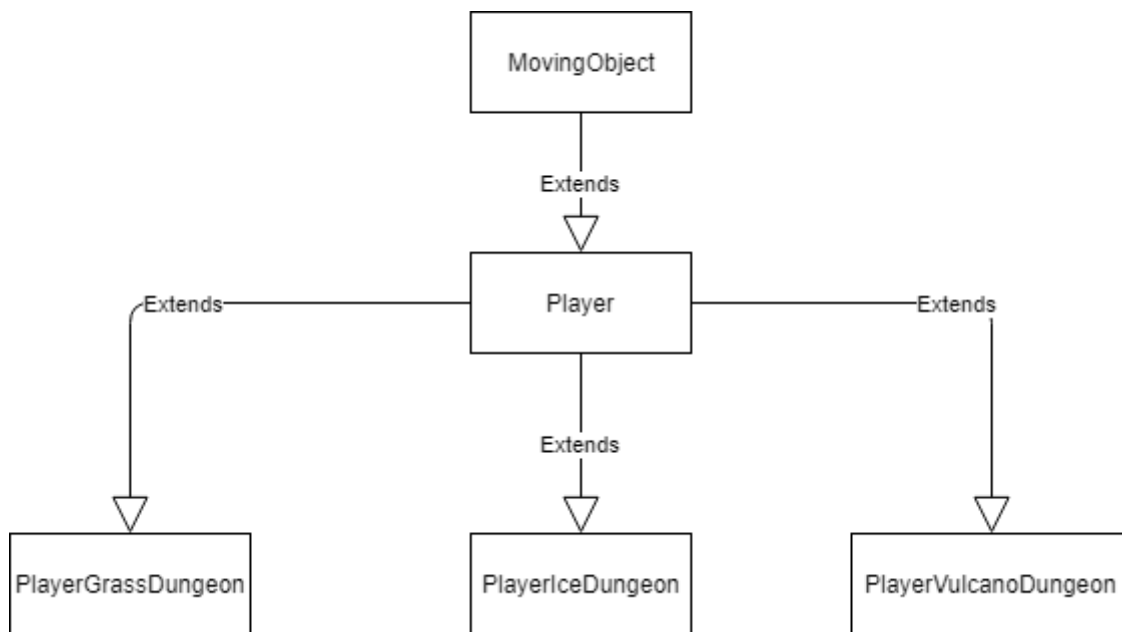 MovingObject
Extends
Player
Extends
Extends
Extends
PlayerGrassDungeon
PlayerIceDungeon
PlayerVulcanoDungeon